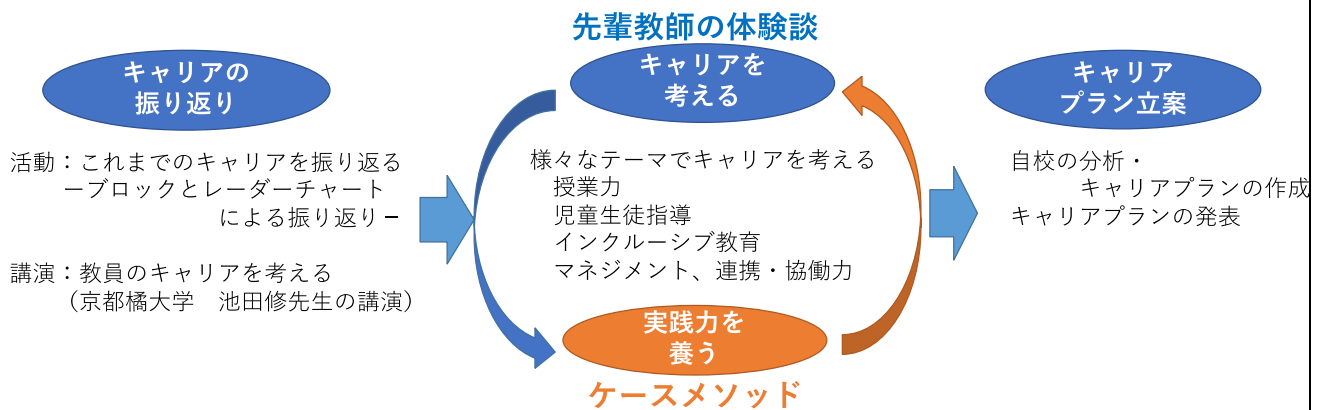 キャリアの
振り返り
活動：これまでのキャリアを振り返る
ーブロックとレーダーチャート
による振り返り－
講演：教員のキャリアを考える
（京都橘大学　池田修先生の講演）
先輩教師の体験談
キャリアを
考える
様々なテーマでキャリアを考える
授業力
児童生徒指導
インクルーシブ教育
マネジメント、連携・協働力
実践力を
養う
ケースメソッド
キャリア
プラン立案
自校の分析・
キャリアプランの作成
キャリアプランの発表